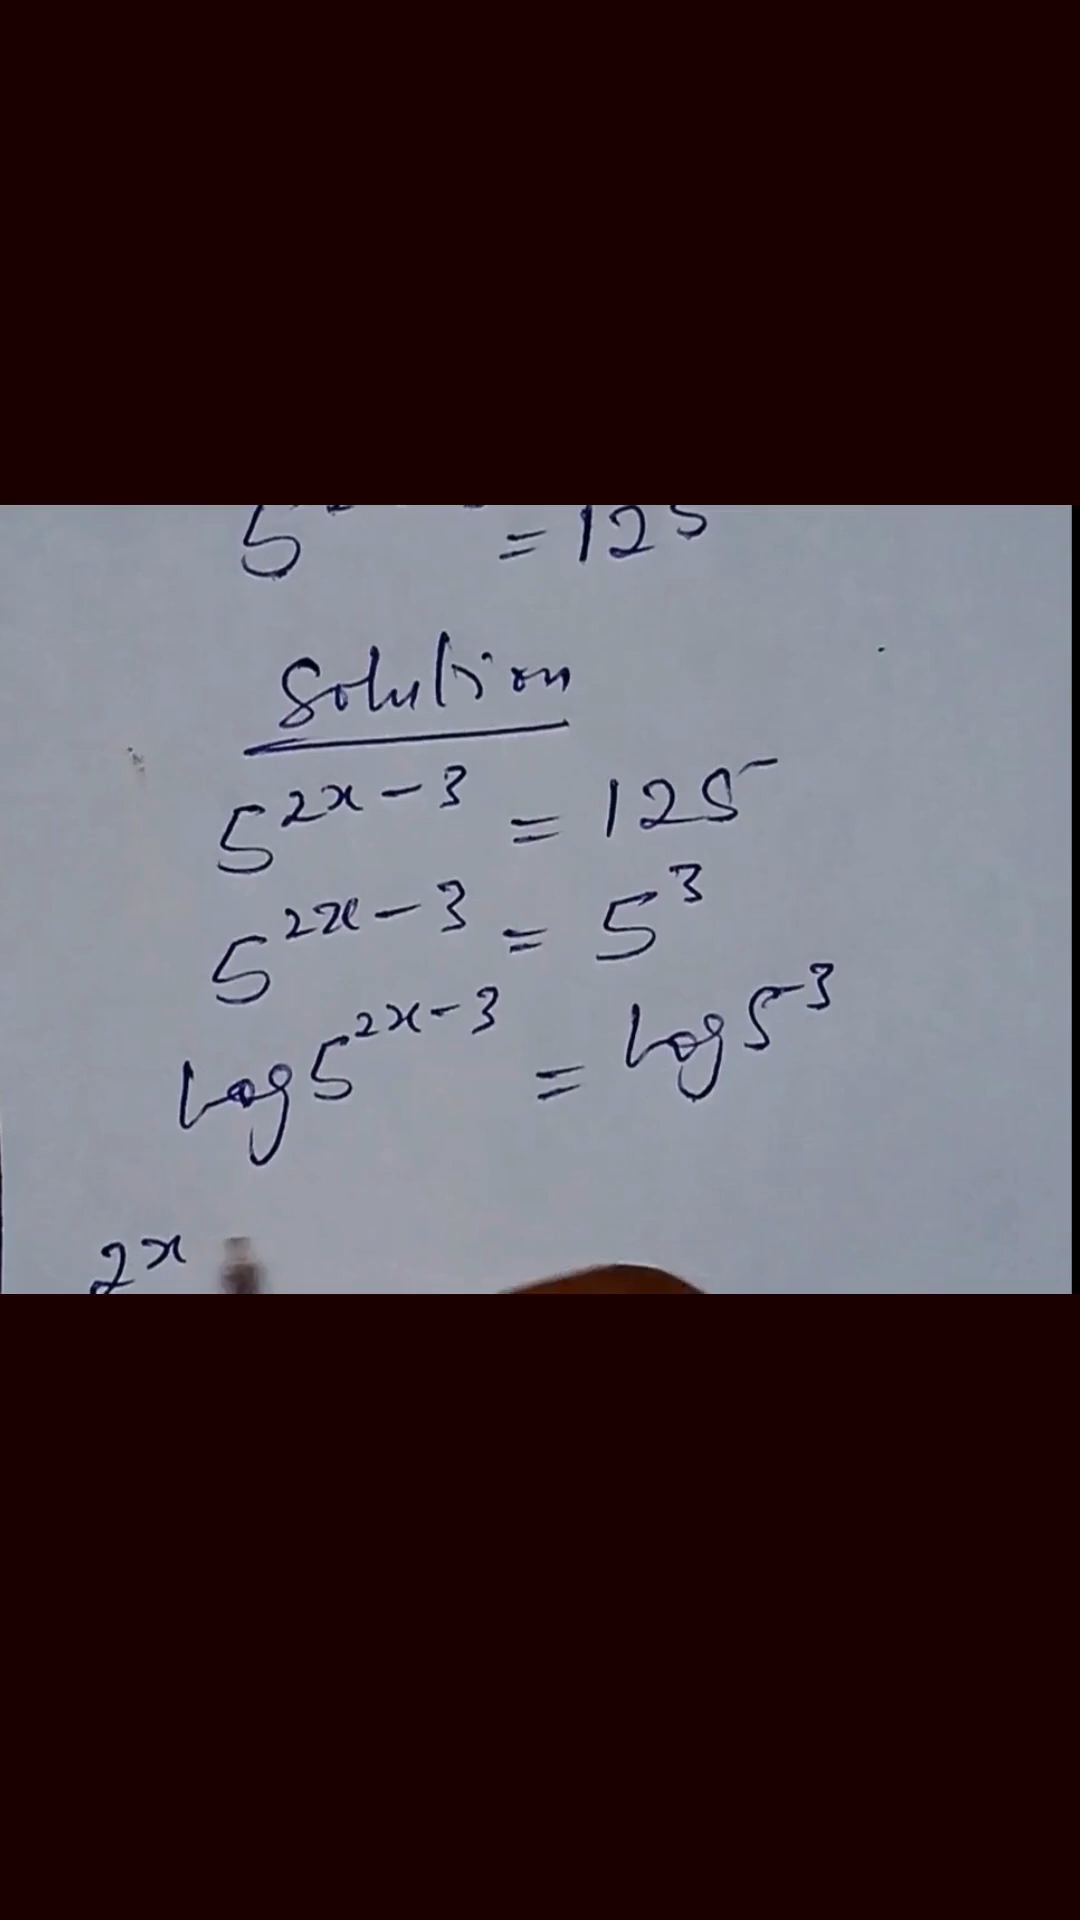 5 = 125
Solution
5^{2x-3} = 125
5^{2x-3} = 5^3
log 5^{2x-3} = log 5^3
2x